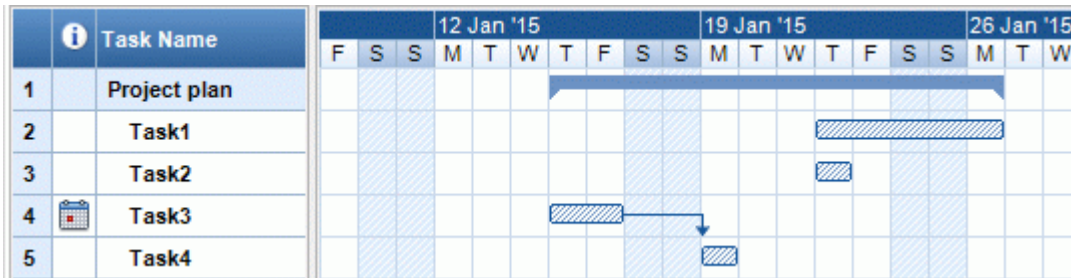 12 Jan '15 19 Jan '15 26 Jan '15
Task Name
F S S M T W T F S S M T W T F S S M T W
1 Project plan
2 Task1
3 Task2
4 Task3
5 Task4